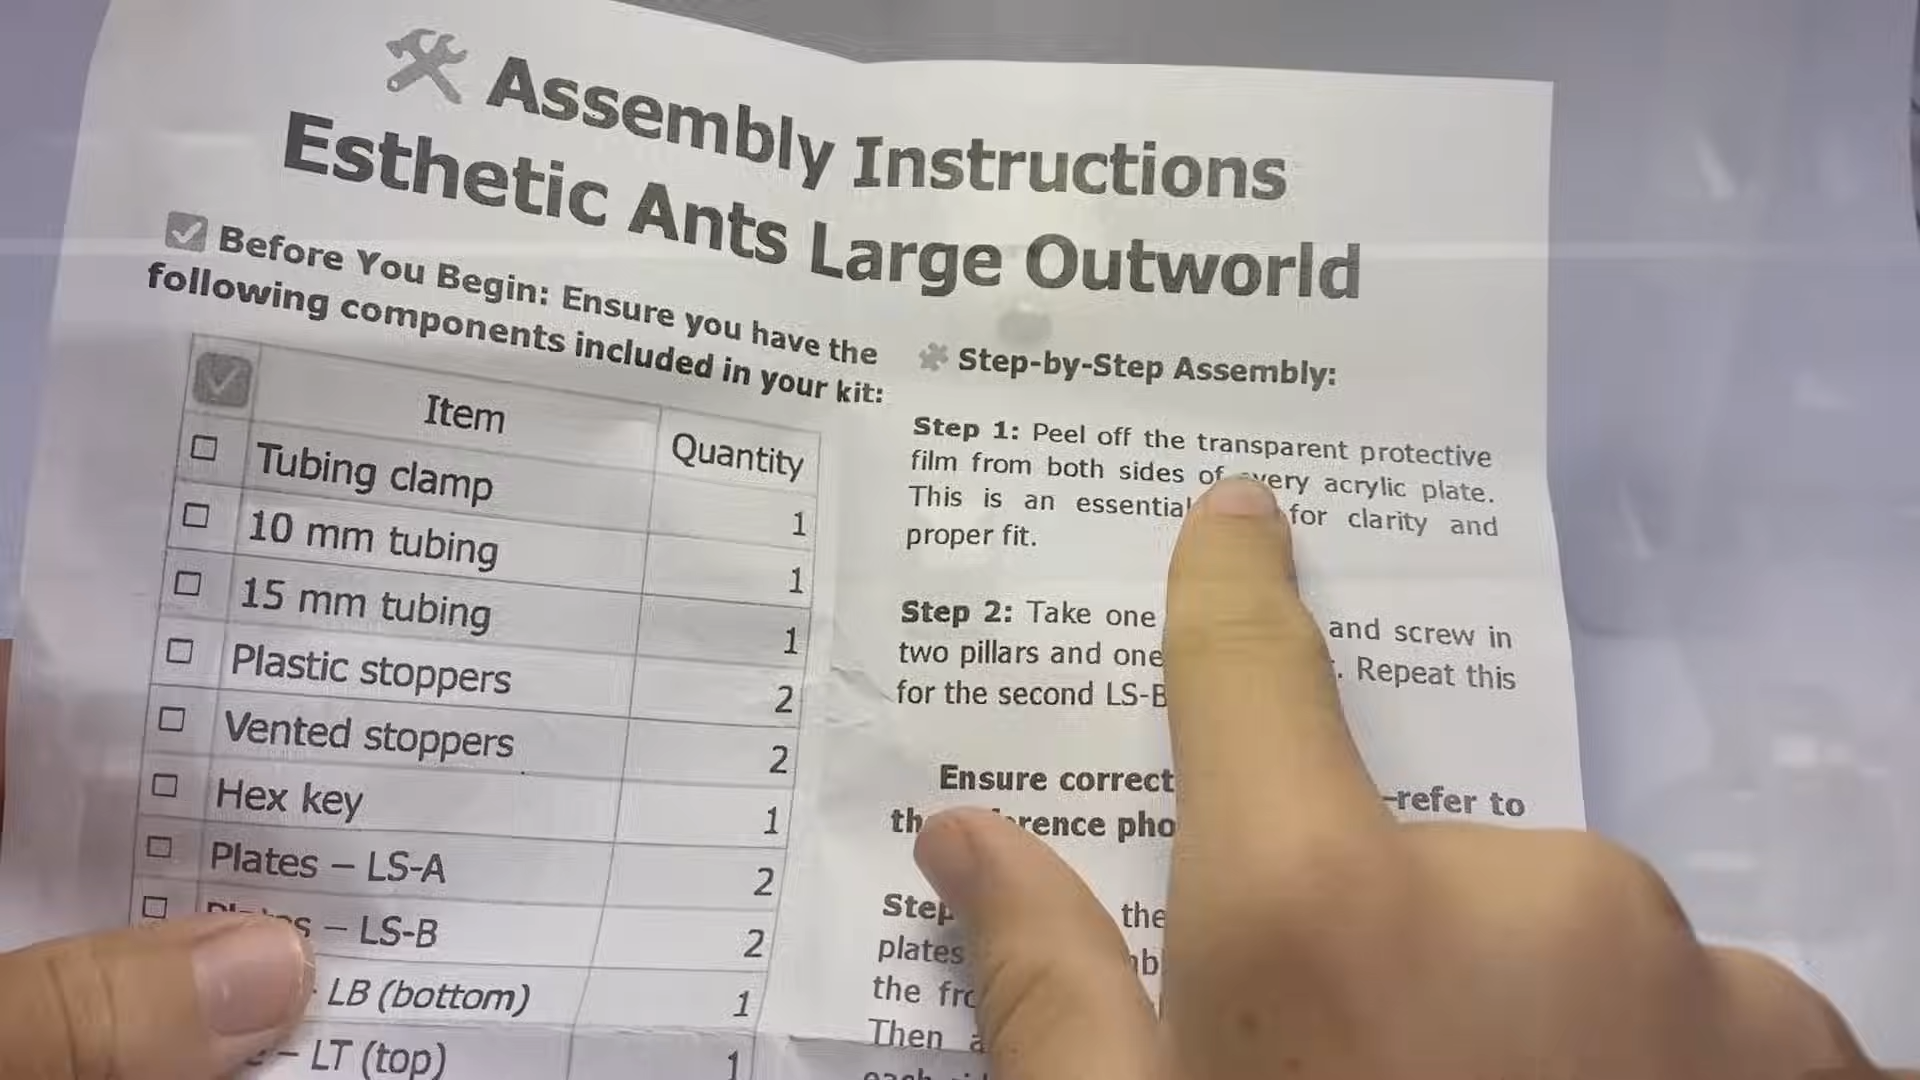 Assembly Instructions
Esthetic Ants Large Outworld
Before You Begin: Ensure you have the
following components included in your kit:
Item Quantity
Tubing clamp 1
10 mm tubing 1
15 mm tubing 1
Plastic stoppers 2
Vented stoppers 2
Hex key 1
Plates – LS-A 2
– LS-B 2
LB (bottom) 1
– LT (top) 1
Step-by-Step Assembly:
Step 1: Peel off the transparent protective
film from both sides of every acrylic plate.
This is an essential for clarity and
proper fit.
Step 2: Take one and screw in
two pillars and one . Repeat this
for the second LS-B
Ensure correct –refer to
Step the
plates
the
Then